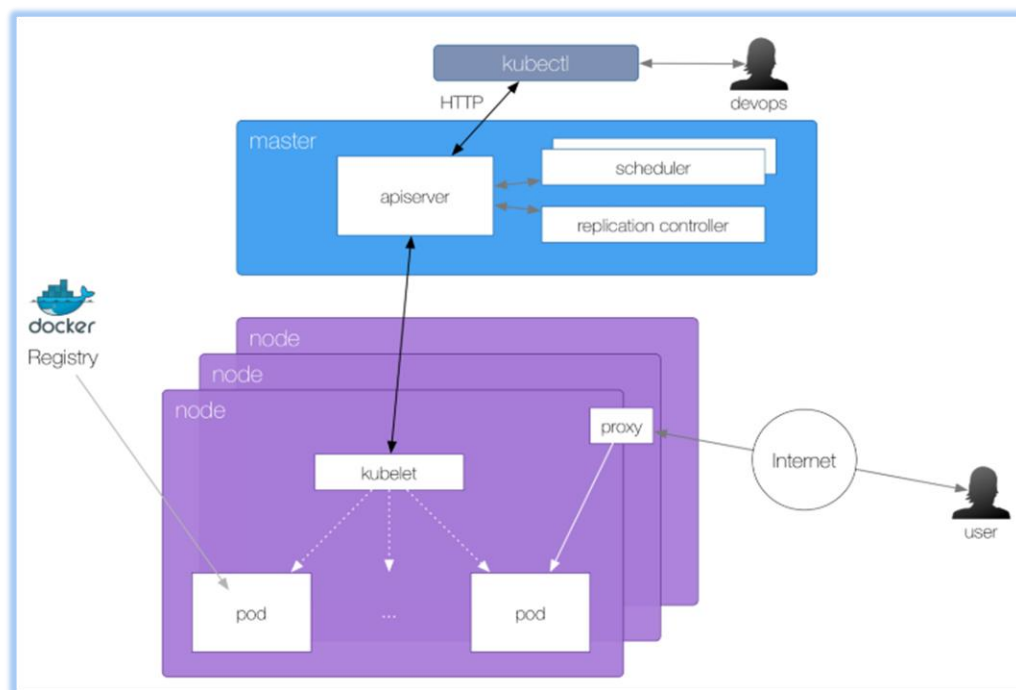 kubectl
HTTP
devops
master
apiserver
scheduler
replication controller
docker
Registry
node
node
node
proxy
kubelet
Internet
user
pod
...
pod